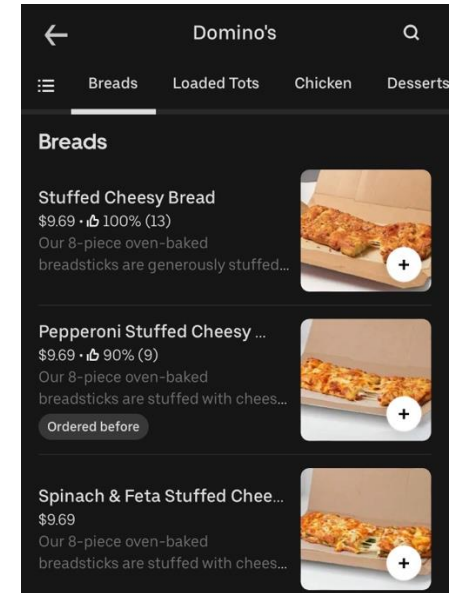 Domino's
Breads Loaded Tots Chicken Desserts
Breads
Stuffed Cheesy Bread
$9.69 • 100% (13)
Our 8-piece oven-baked
breadsticks are generously stuffed...
Pepperoni Stuffed Cheesy ...
$9.69 • 90% (9)
Our 8-piece oven-baked
breadsticks are stuffed with chees...
Ordered before
Spinach & Feta Stuffed Chee...
$9.69
Our 8-piece oven-baked
breadsticks are stuffed with chees...